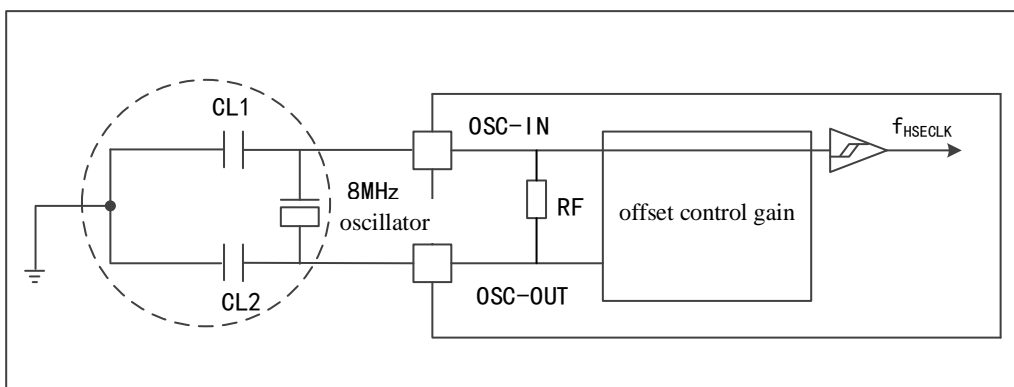 CL1
OSC-IN
fHSECLK
8MHz
oscillator
RF
offset control gain
CL2
OSC-OUT